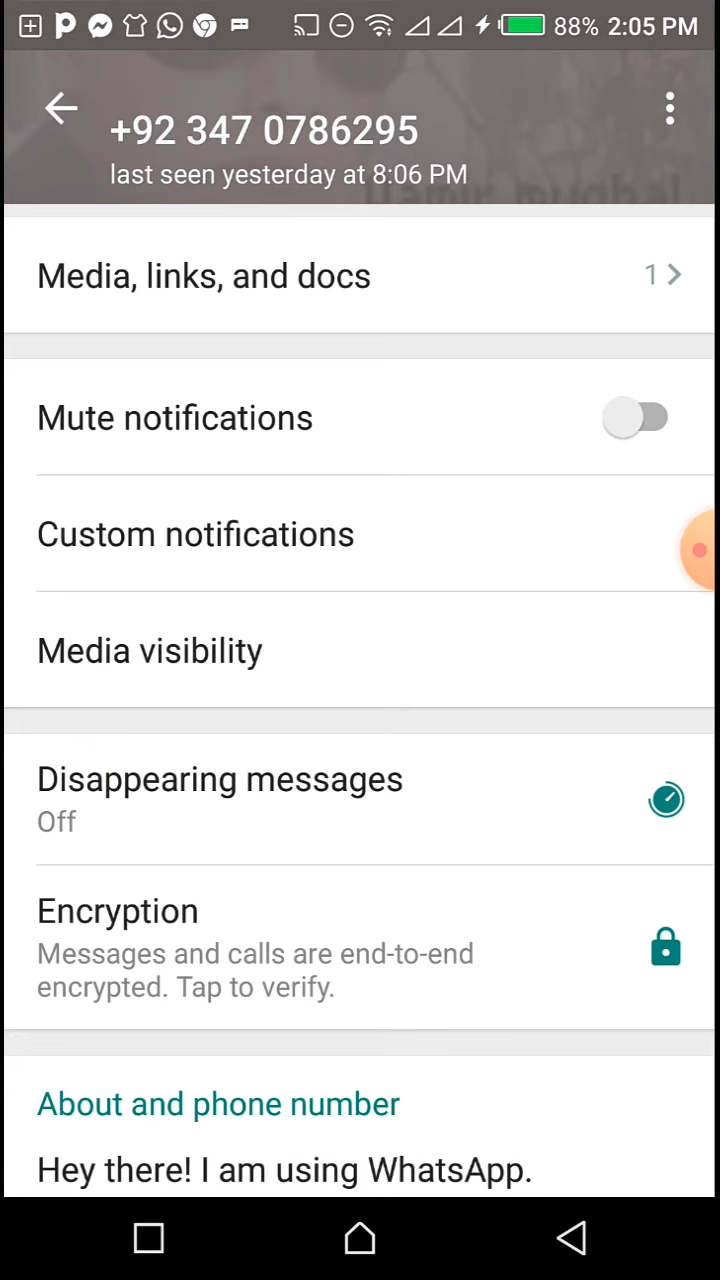 88% 2:05 PM
+92 347 0786295
last seen yesterday at 8:06 PM
Media, links, and docs 1
Mute notifications
Custom notifications
Media visibility
Disappearing messages
Off
Encryption
Messages and calls are end-to-end
encrypted. Tap to verify.
About and phone number
Hey there! I am using WhatsApp.